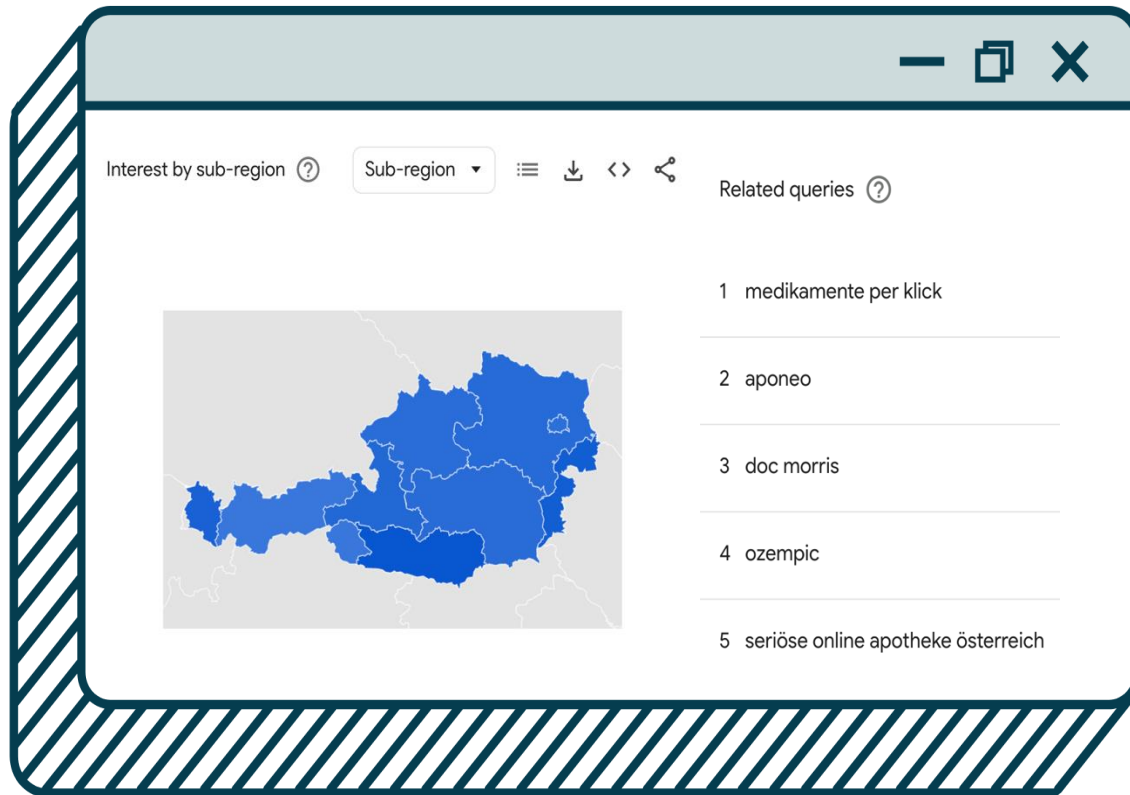 Interest by sub-region
Sub-region
Related queries
1 medikamente per klick
2 aponeo
3 doc morris
4 ozempic
5 seriöse online apotheke österreich